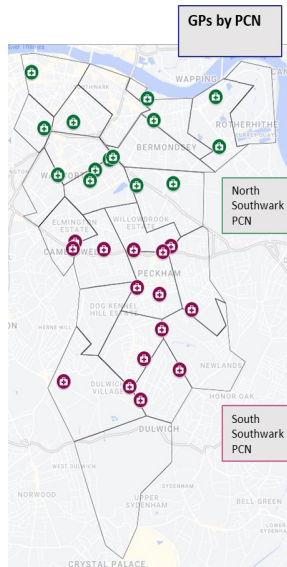 GPs by PCN
WAPPING
ROTHERHITHE
BERMONDSEY
North
Southwark
PCN
ELMINGTON
ESTATE
WILLOWBROOK
ESTATE
PECKHAM
DOG KENNEL
HILL ESTATE
HERNE HILL
NEWLANDS
DULWICH
VILLAGE
HONOR OAK
South
Southwark
PCN
DULWICH
WEST DULWICH
SYDENHAM
NORWOOD
UPPER
SYDENHAM
BELL GREEN
LOWER
SYDENHAM
CRYSTAL PALACE